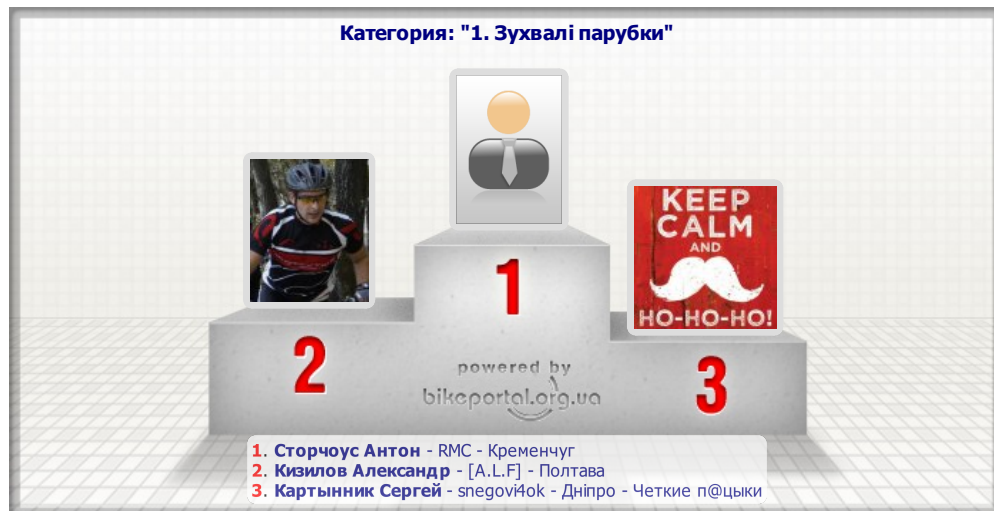 Категория: "1. Зухвалі парубки"
KEEP
CALM
AND
HO-HO-HO!
1
2
3
powered by
bikeportal.org.ua
1. Сторчоус Антон - RMC - Кременчуг
2. Кизилов Александр - [A.L.F] - Полтава
3. Картынник Сергей - snegovi4ok - Дніпро - Четкие п@цыки